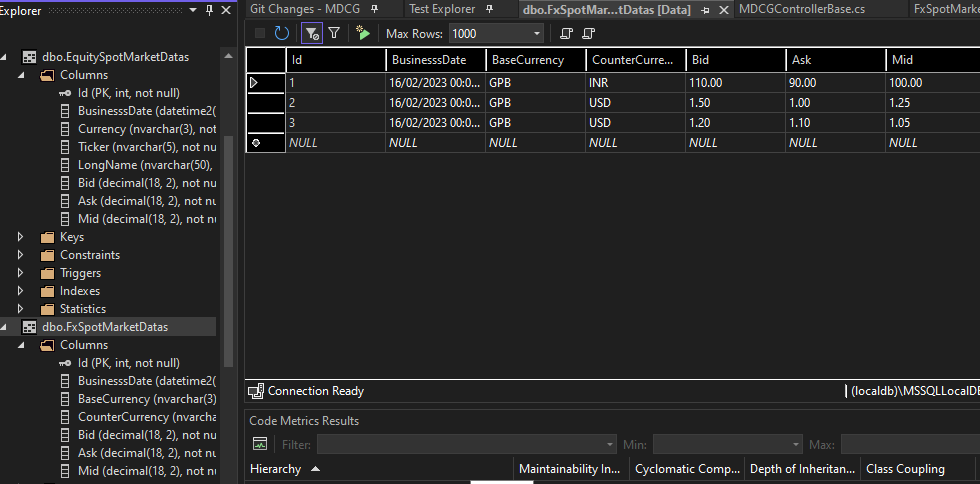 Explorer
dbo.EquitySpotMarketDatas
Columns
Id (PK, int, not null)
BusinesssDate (datetime2(
Currency (nvarchar(3), not
Ticker (nvarchar(5), not nu
LongName (nvarchar(50),
Bid (decimal(18, 2), not nu
Ask (decimal(18, 2), not nu
Mid (decimal(18, 2), not nu
Keys
Constraints
Triggers
Indexes
Statistics
dbo.FxSpotMarketDatas
Columns
Id (PK, int, not null)
BusinesssDate (datetime2(
BaseCurrency (nvarchar(3)
CounterCurrency (nvarcha
Bid (decimal(18, 2), not nu
Ask (decimal(18, 2), not nu
Mid (decimal(18, 2), not nu
Git Changes - MDCG Test Explorer dbo.FxSpotMar...tDatas [Data] MDCGControllerBase.cs FxSpotMarke
Max Rows: 1000
Id BusinesssDate BaseCurrency CounterCurre... Bid Ask Mid
1 16/02/2023 00:0... GPB INR 110.00 90.00 100.00
2 16/02/2023 00:0... GPB USD 1.50 1.00 1.25
3 16/02/2023 00:0... GPB USD 1.20 1.10 1.05
NULL NULL NULL NULL NULL NULL NULL
Connection Ready (localdb)\MSSQLLocalDB
Code Metrics Results
Filter: Min: Max:
Hierarchy Maintainability In... Cyclomatic Comp... Depth of Inheritan... Class Coupling